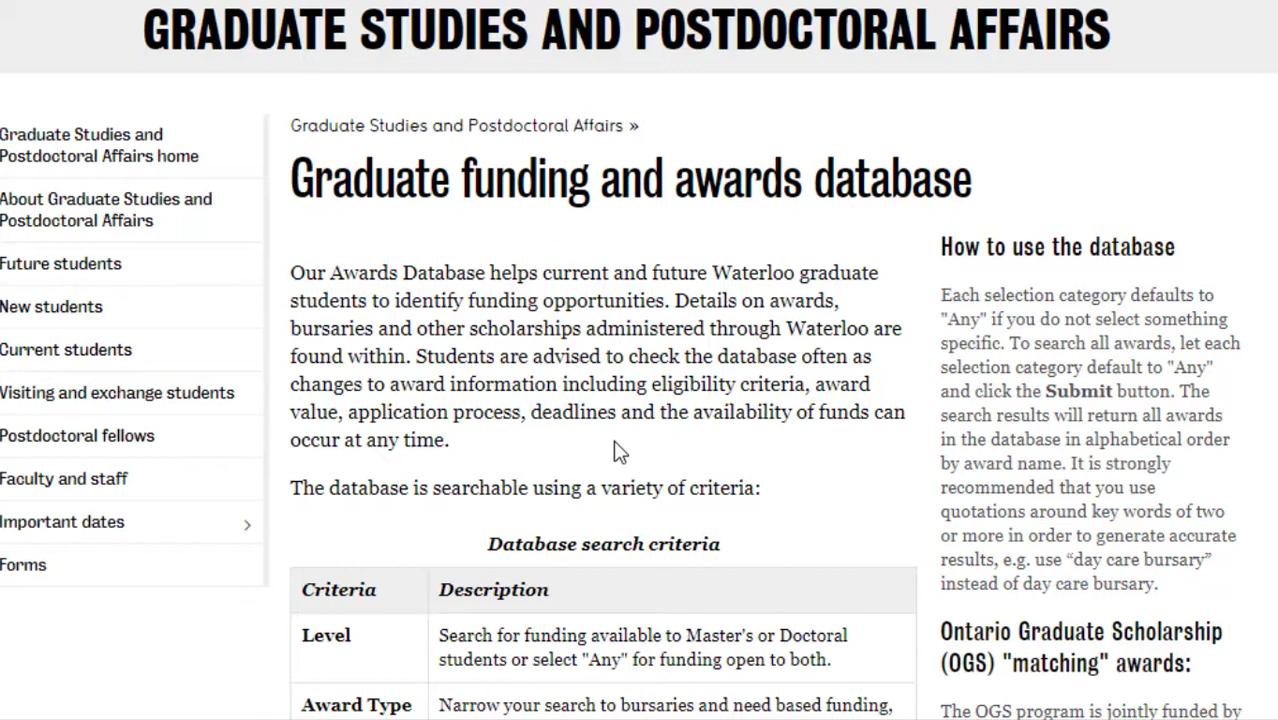 GRADUATE STUDIES AND POSTDOCTORAL AFFAIRS
Graduate Studies and
Postdoctoral Affairs home
About Graduate Studies and
Postdoctoral Affairs
Future students
New students
Current students
Visiting and exchange students
Postdoctoral fellows
Faculty and staff
Important dates
Forms
Graduate Studies and Postdoctoral Affairs »
Graduate funding and awards database
Our Awards Database helps current and future Waterloo graduate
students to identify funding opportunities. Details on awards,
bursaries and other scholarships administered through Waterloo are
found within. Students are advised to check the database often as
changes to award information including eligibility criteria, award
value, application process, deadlines and the availability of funds can
occur at any time.
The database is searchable using a variety of criteria:
Database search criteria
Criteria Description
Level Search for funding available to Master's or Doctoral
students or select "Any" for funding open to both.
Award Type Narrow your search to bursaries and need based funding,
How to use the database
Each selection category defaults to
"Any" if you do not select something
specific. To search all awards, let each
selection category default to "Any"
and click the Submit button. The
search results will return all awards
in the database in alphabetical order
by award name. It is strongly
recommended that you use
quotations around key words of two
or more in order to generate accurate
results, e.g. use “day care bursary”
instead of day care bursary.
Ontario Graduate Scholarship
(OGS) "matching" awards:
The OGS program is jointly funded by